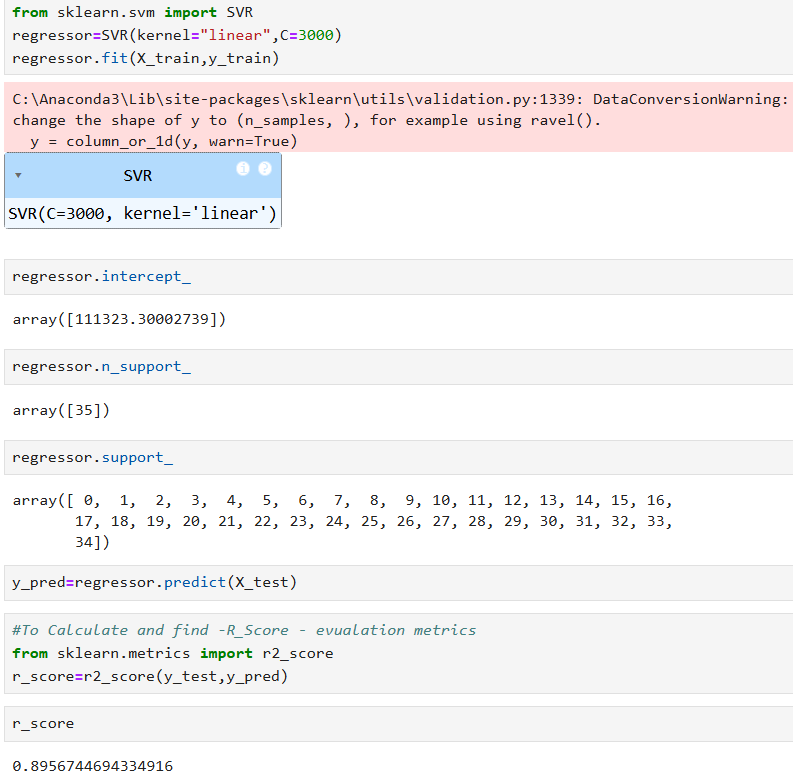 from sklearn.svm import SVR
regressor=SVR(kernel="linear",C=3000)
regressor.fit(X_train,y_train)
C:\Anaconda3\Lib\site-packages\sklearn\utils\validation.py:1339: DataConversionWarning:
change the shape of y to (n_samples, ), for example using ravel().
  y = column_or_1d(y, warn=True)
SVR
SVR(C=3000, kernel='linear')
regressor.intercept_
array([111323.30002739])
regressor.n_support_
array([35])
regressor.support_
array([ 0,  1,  2,  3,  4,  5,  6,  7,  8,  9, 10, 11, 12, 13, 14, 15, 16,
       17, 18, 19, 20, 21, 22, 23, 24, 25, 26, 27, 28, 29, 30, 31, 32, 33,
       34])
y_pred=regressor.predict(X_test)
#To Calculate and find -R_Score - evualation metrics
from sklearn.metrics import r2_score
r_score=r2_score(y_test,y_pred)
r_score
0.8956744694334916